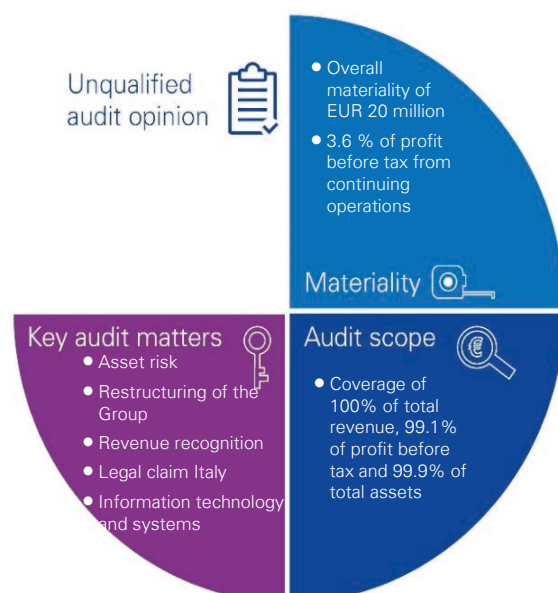 Unqualified
audit opinion
● Overall
materiality of
EUR 20 million
● 3.6 % of profit
before tax from
continuing
operations
Materiality
Key audit matters
● Asset risk
● Restructuring of the
Group
● Revenue recognition
● Legal claim Italy
● Information technology
and systems
Audit scope
€
● Coverage of
100% of total
revenue, 99.1%
of profit before
tax and 99.9% of
total assets